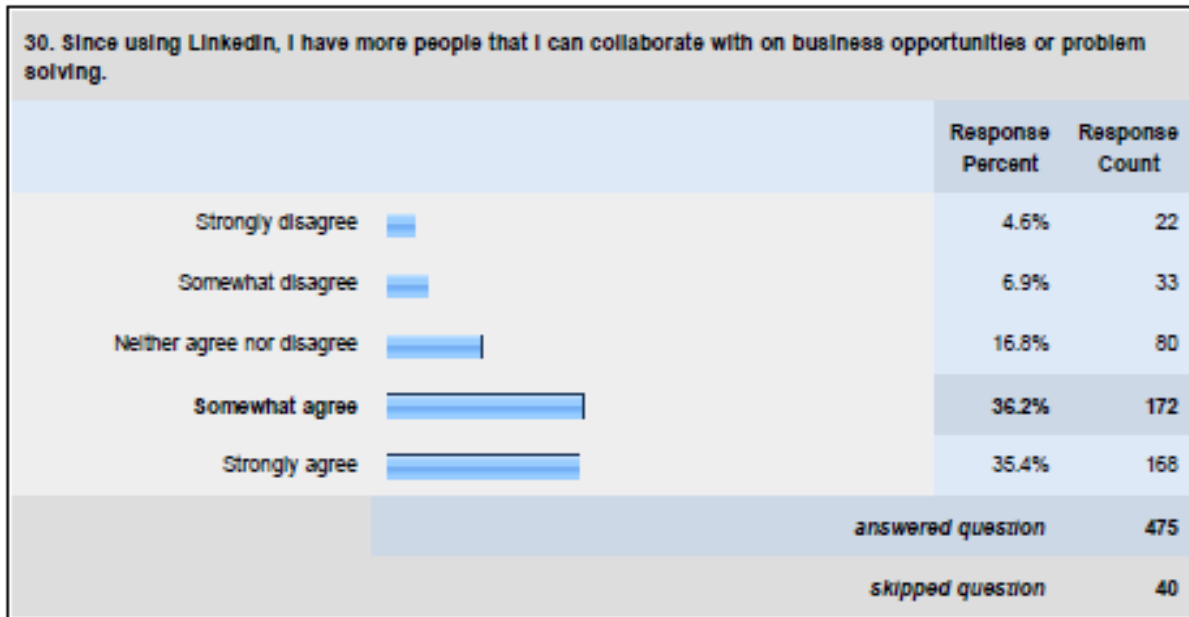 30. Since using LinkedIn, I have more people that I can collaborate with on business opportunities or problem
solving.
Response Percent Response Count
Strongly disagree 4.6% 22
Somewhat disagree 6.9% 33
Neither agree nor disagree 16.8% 80
Somewhat agree 36.2% 172
Strongly agree 35.4% 168
answered question 475
skipped question 40